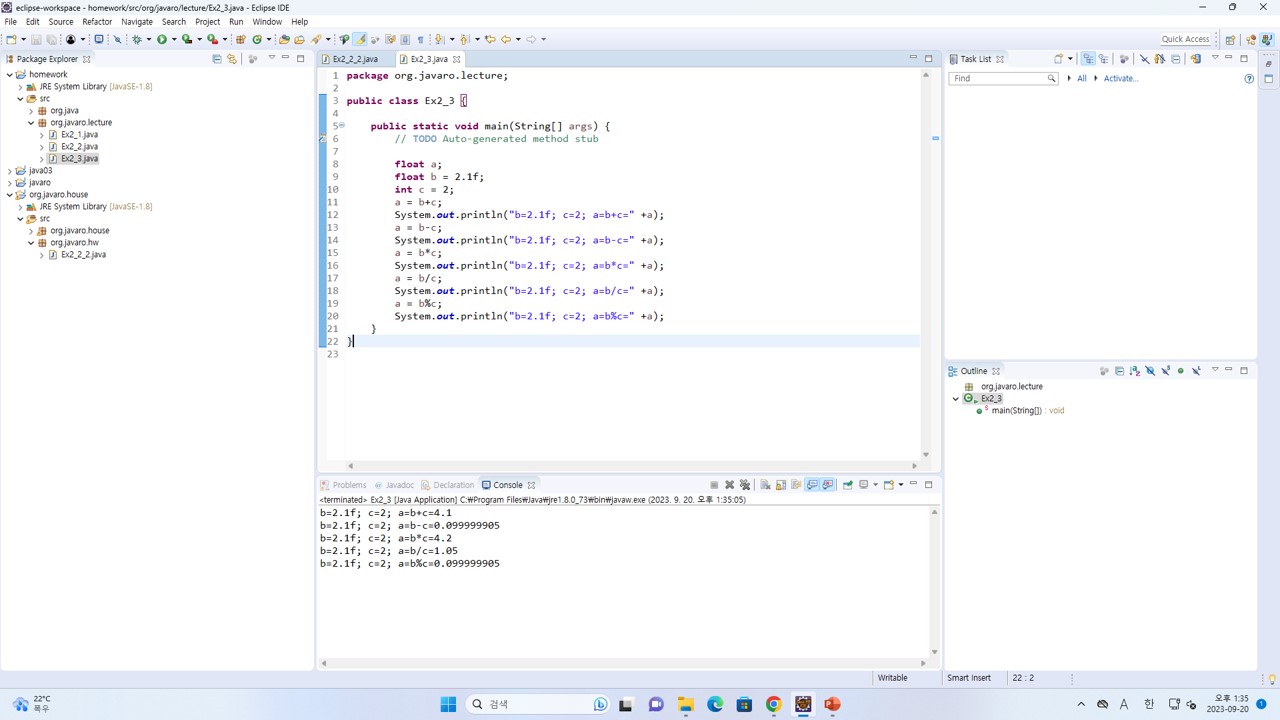 eclipse-workspace - homework/src/org/javaro/lecture/Ex2_3.java - Eclipse IDE
File Edit Source Refactor Navigate Search Project Run Window Help
Quick Access
Package Explorer
homework
JRE System Library [JavaSE-1.8]
src
org.java
org.javaro.lecture
Ex2_1.java
Ex2_2.java
Ex2_3.java
java03
javaro
org.javaro.house
JRE System Library [JavaSE-1.8]
src
org.javaro.house
org.javaro.hw
Ex2_2_2.java
Ex2_2_2.java Ex2_3.java
1 package org.javaro.lecture;
2
3 public class Ex2_3 {
4
5 public static void main(String[] args) {
6 // TODO Auto-generated method stub
7
8 float a;
9 float b = 2.1f;
10 int c = 2;
11 a = b+c;
12 System.out.println("b=2.1f; c=2; a=b+c=" +a);
13 a = b-c;
14 System.out.println("b=2.1f; c=2; a=b-c=" +a);
15 a = b*c;
16 System.out.println("b=2.1f; c=2; a=b*c=" +a);
17 a = b/c;
18 System.out.println("b=2.1f; c=2; a=b/c=" +a);
19 a = b%c;
20 System.out.println("b=2.1f; c=2; a=b%c=" +a);
21 }
22 }
23
Task List
Find All Activate...
Outline
org.javaro.lecture
Ex2_3
main(String[]) : void
Problems Javadoc Declaration Console
<terminated> Ex2_3 [Java Application] C:₩Program Files₩Java₩jre1.8.0_73₩bin₩javaw.exe (2023. 9. 20. 오후 1:35:05)
b=2.1f; c=2; a=b+c=4.1
b=2.1f; c=2; a=b-c=0.099999905
b=2.1f; c=2; a=b*c=4.2
b=2.1f; c=2; a=b/c=1.05
b=2.1f; c=2; a=b%c=0.099999905
Writable Smart Insert 22 : 2
22°C
폭우
검색
A 한
오후 1:35
2023-09-20
1